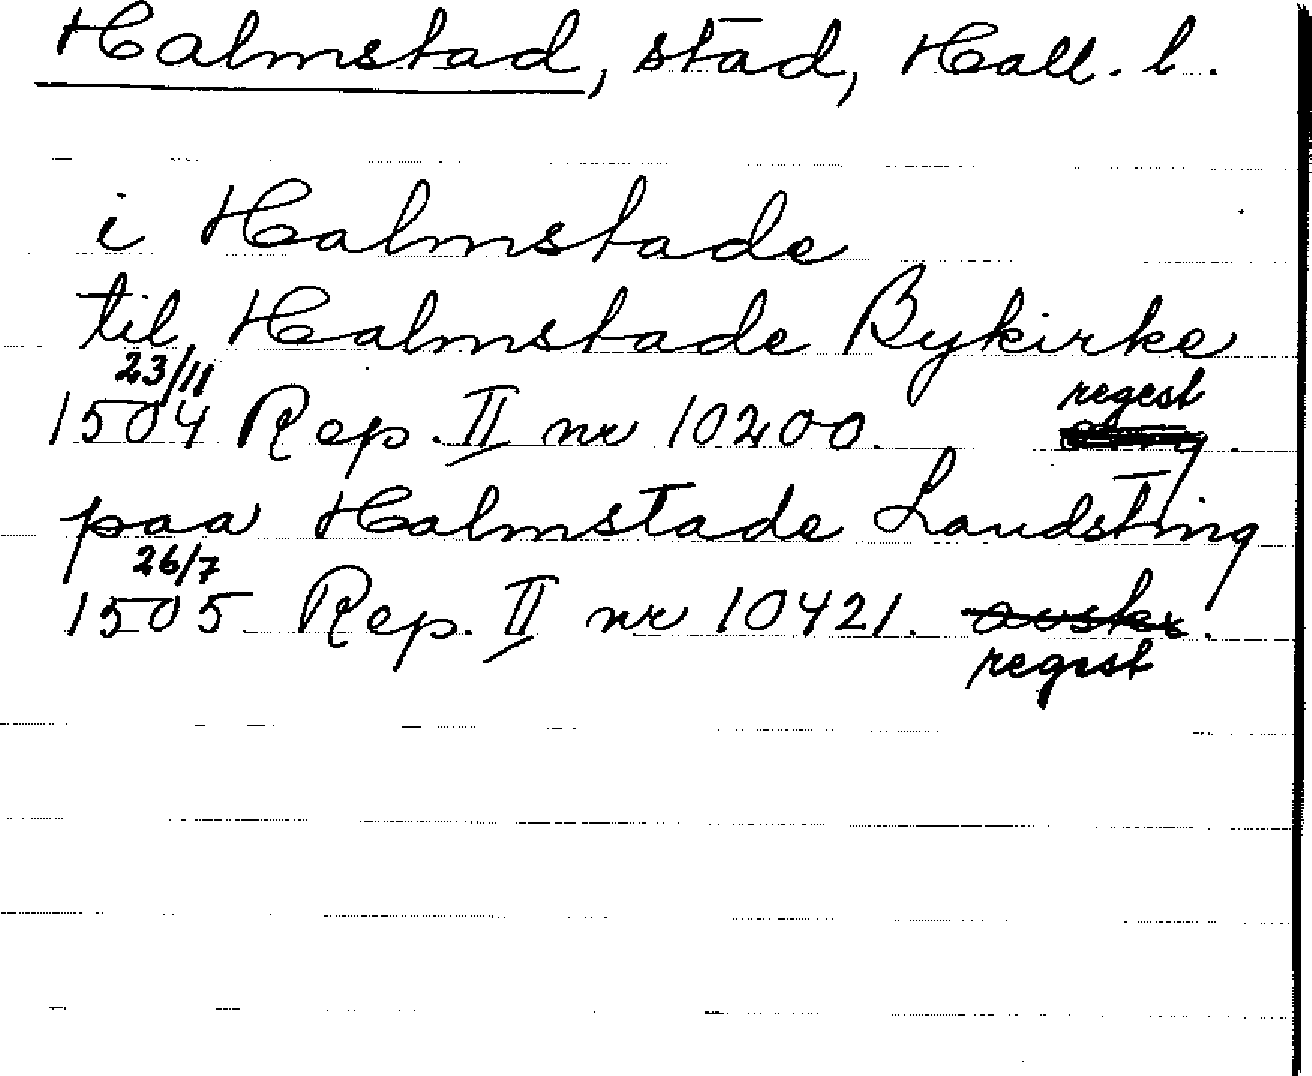 Halmstad, stad, Hall. l.
i Halmstade
til Halmstade Bykirke
23/11 regest
1504 Rep. II nr 10200.
paa Halmstade Landsting
26/7
1505 Rep. II nr 10421. avskr.
regest